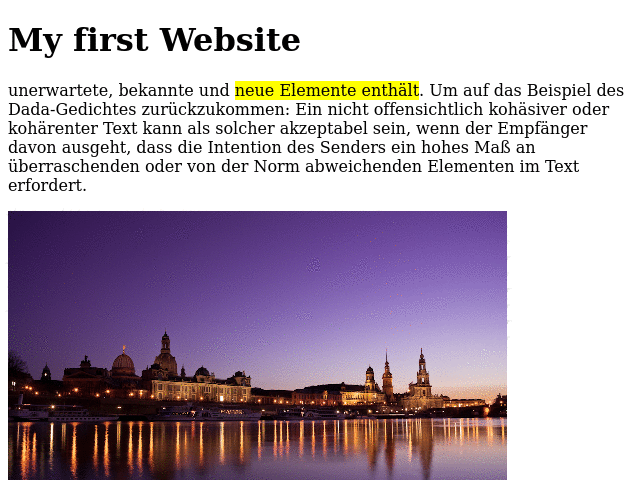 My first Website
unerwartete, bekannte und neue Elemente enthält. Um auf das Beispiel des
Dada-Gedichtes zurückzukommen: Ein nicht offensichtlich kohäsiver oder
kohärenter Text kann als solcher akzeptabel sein, wenn der Empfänger
davon ausgeht, dass die Intention des Senders ein hohes Maß an
überraschenden oder von der Norm abweichenden Elementen im Text
erfordert.